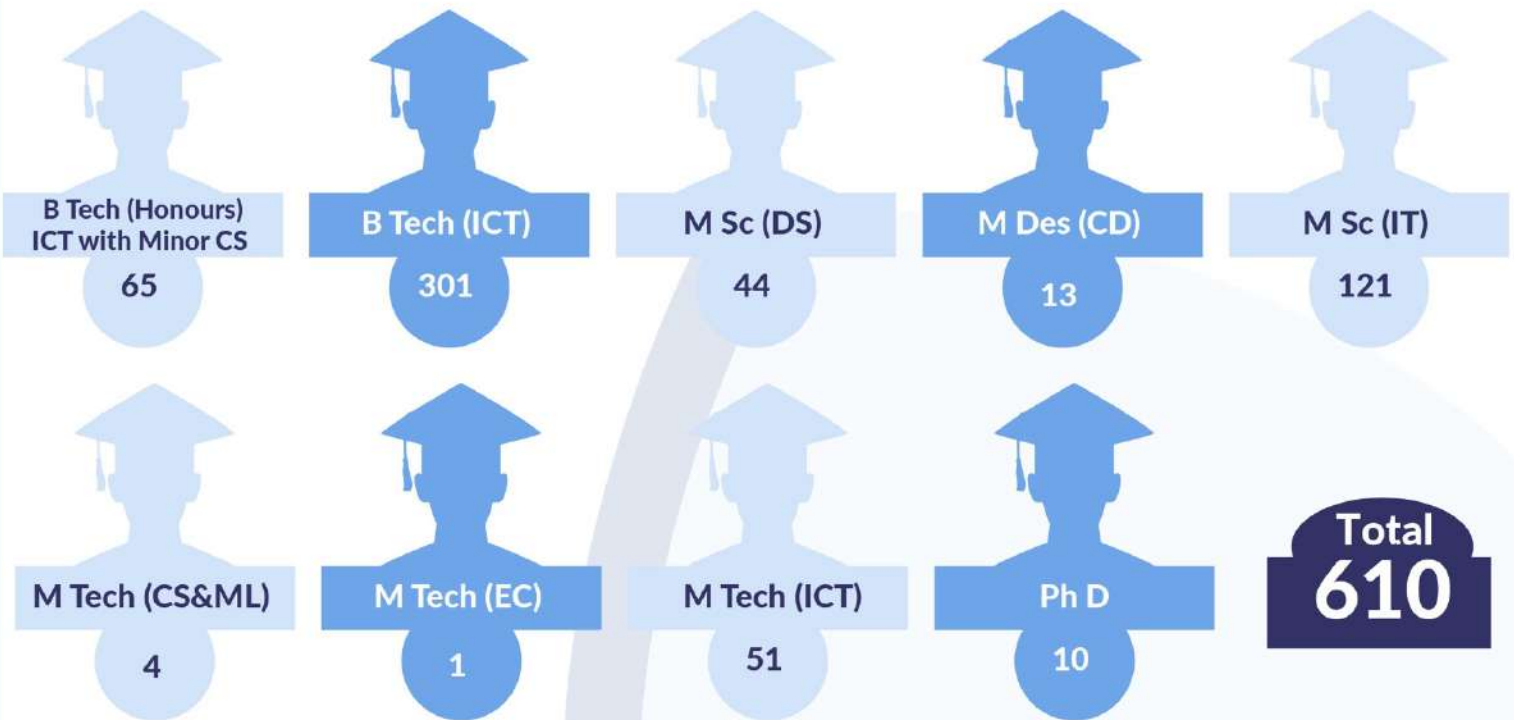 B Tech (Honours)
ICT with Minor CS
65
B Tech (ICT)
301
M Sc (DS)
44
M Des (CD)
13
M Sc (IT)
121
M Tech (CS&ML)
4
M Tech (EC)
1
M Tech (ICT)
51
Ph D
10
Total
610